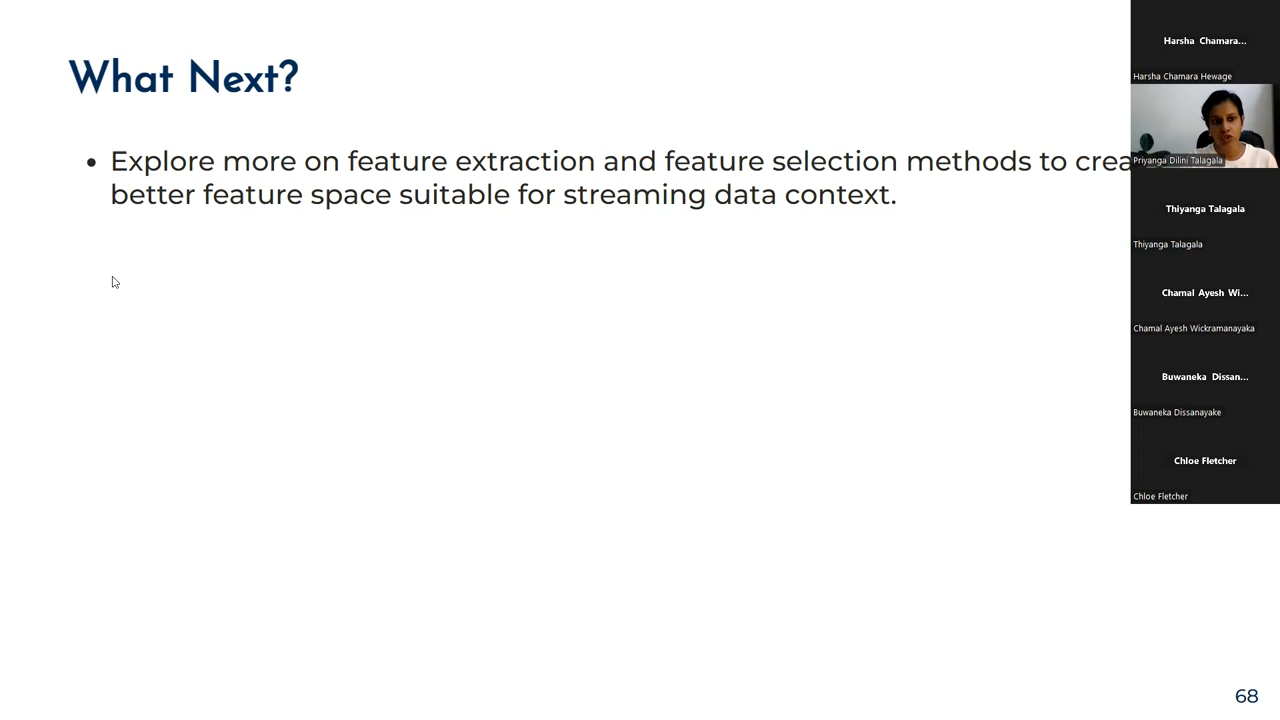 What Next?
• Explore more on feature extraction and feature selection methods to crea
better feature space suitable for streaming data context.
68
Harsha Chamara...
Harsha Chamara Hewage
Priyanga Dilini Talagala
Thiyanga Talagala
Thiyanga Talagala
Chamal Ayesh Wi...
Chamal Ayesh Wickramanayaka
Buwaneka Dissan...
Buwaneka Dissanayake
Chloe Fletcher
Chloe Fletcher